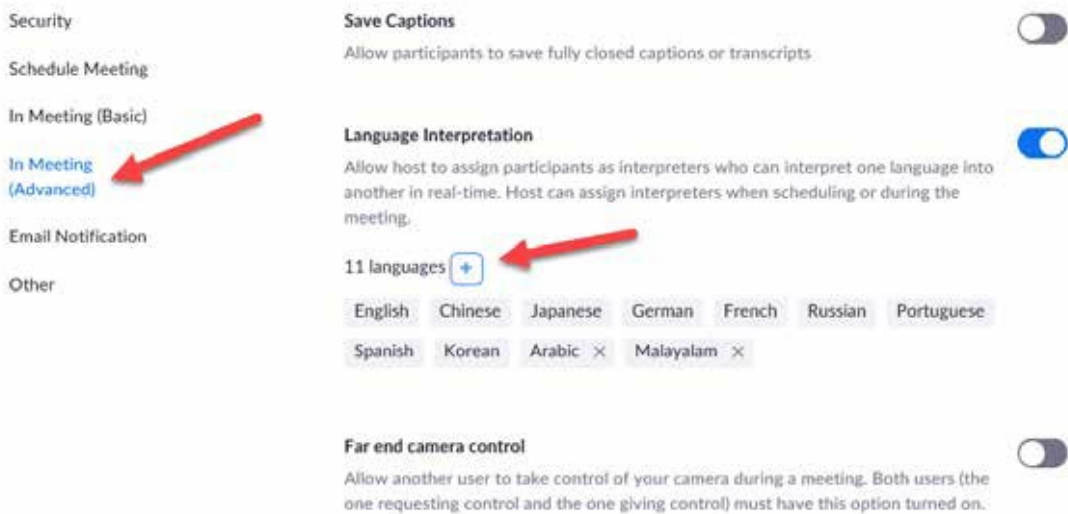 Security
Schedule Meeting
In Meeting (Basic)
In Meeting
(Advanced)
Email Notification
Other
Save Captions
Allow participants to save fully closed captions or transcripts
Language Interpretation
Allow host to assign participants as interpreters who can interpret one language into
another in real-time. Host can assign interpreters when scheduling or during the
meeting.
11 languages +
English Chinese Japanese German French Russian Portuguese
Spanish Korean Arabic × Malayalam ×
Far end camera control
Allow another user to take control of your camera during a meeting. Both users (the
one requesting control and the one giving control) must have this option turned on.